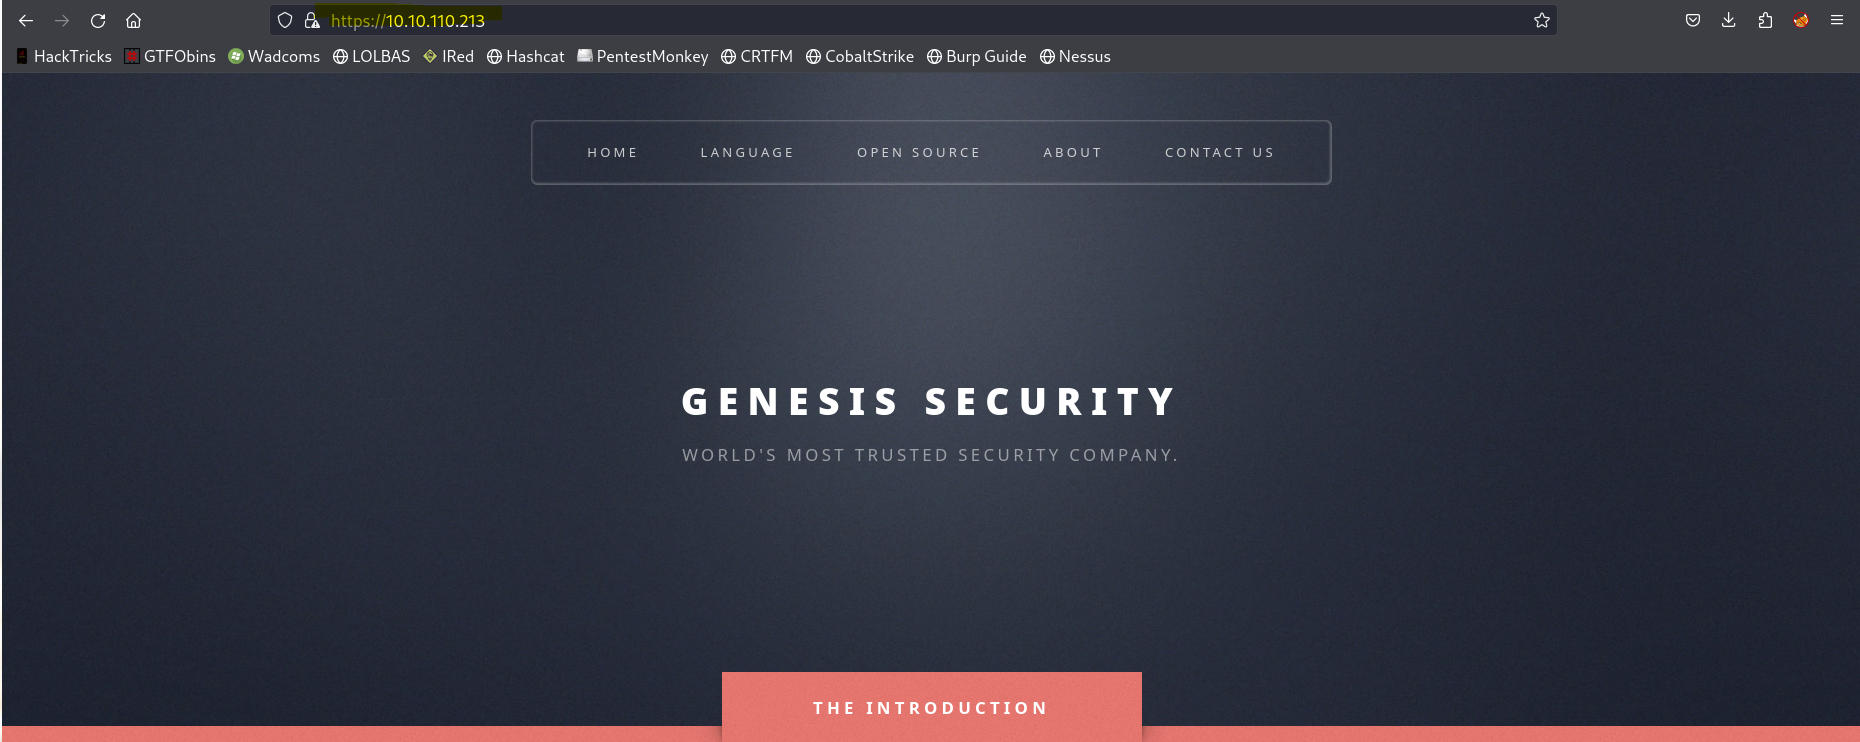 https://10.10.110.213
HackTricks GTFObins Wadcoms LOLBAS IRed Hashcat PentestMonkey CRTFM CobaltStrike Burp Guide Nessus
HOME LANGUAGE OPEN SOURCE ABOUT CONTACT US
GENESIS SECURITY
WORLD'S MOST TRUSTED SECURITY COMPANY.
THE INTRODUCTION